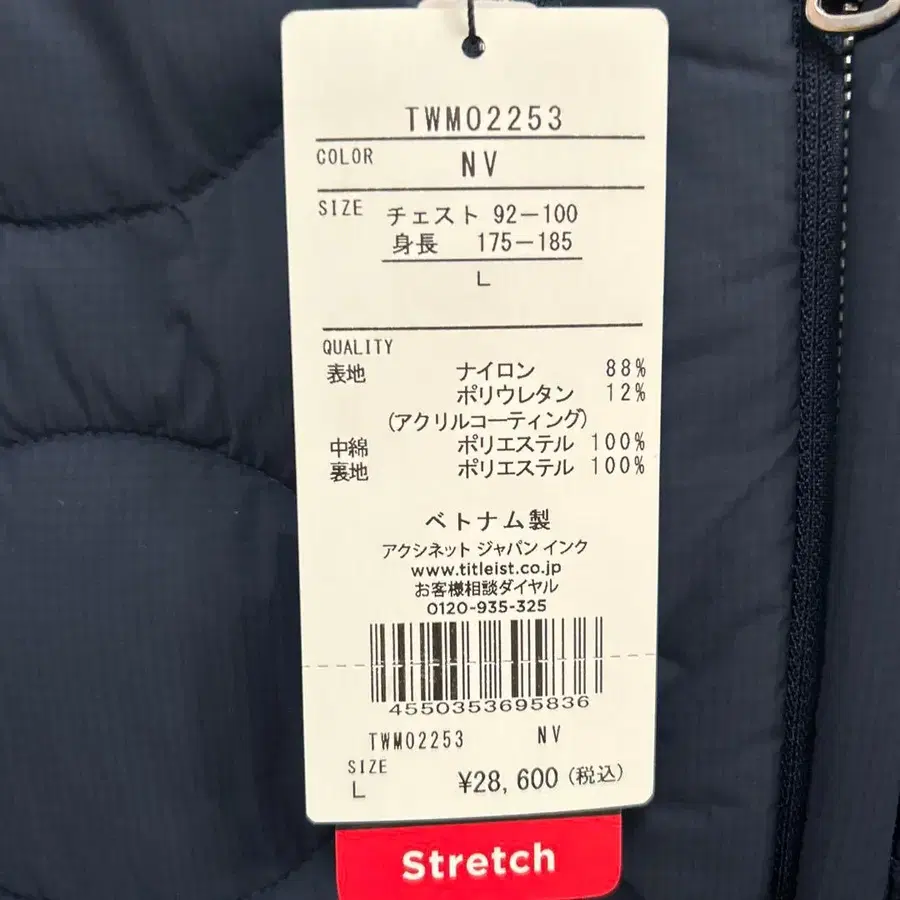 TWM02253
COLOR NV
SIZE チェスト 92-100
身長 175-185
L
QUALITY
表地 ナイロン 88%
ポリウレタン 12%
(アクリルコーティング)
中綿 ポリエステル 100%
裏地 ポリエステル 100%
ベトナム製
アクシネット ジャパン インク
www.titleist.co.jp
お客様相談ダイヤル
0120-935-325
4550353695836
TWM02253 NV
SIZE
L ¥28,600(税込)
Stretch